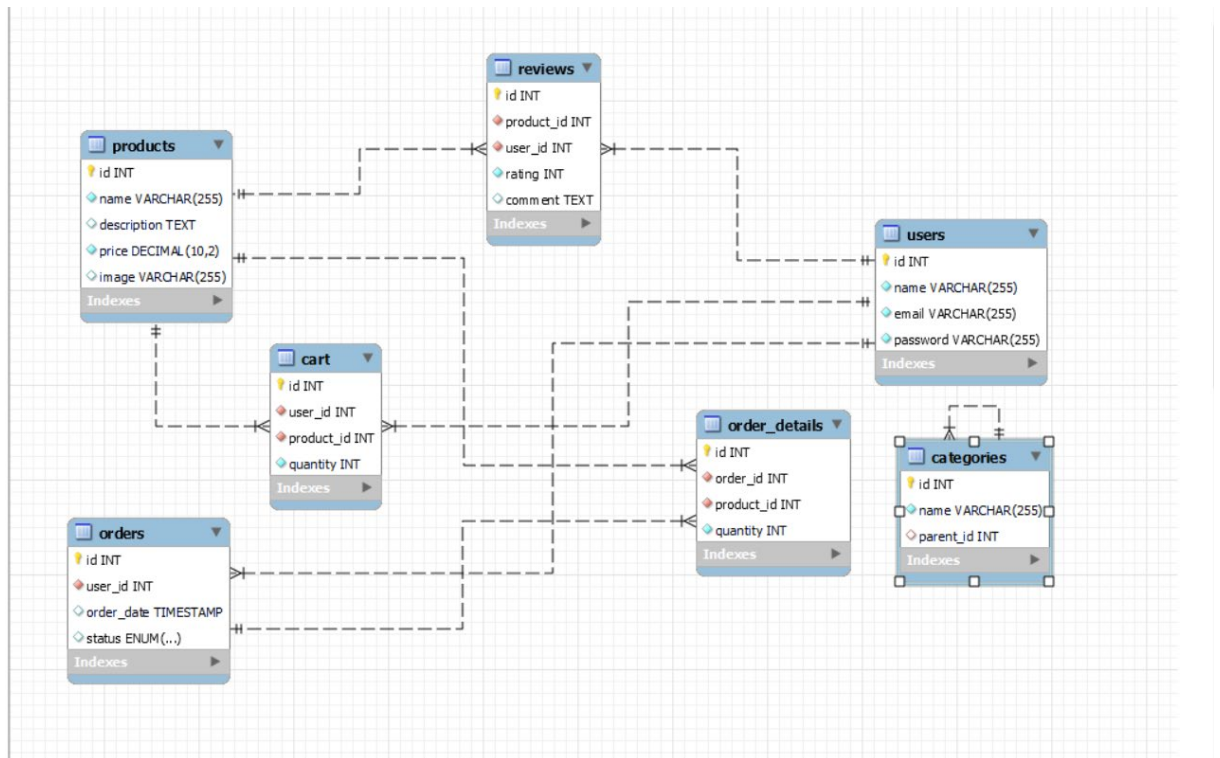 reviews
id INT
product_id INT
user_id INT
rating INT
comment TEXT
Indexes
products
id INT
name VARCHAR(255)
description TEXT
price DECIMAL(10,2)
image VARCHAR(255)
Indexes
users
id INT
name VARCHAR(255)
email VARCHAR(255)
password VARCHAR(255)
Indexes
cart
id INT
user_id INT
product_id INT
quantity INT
Indexes
order_details
id INT
order_id INT
product_id INT
quantity INT
Indexes
categories
id INT
name VARCHAR(255)
parent_id INT
Indexes
orders
id INT
user_id INT
order_date TIMESTAMP
status ENUM(...)
Indexes